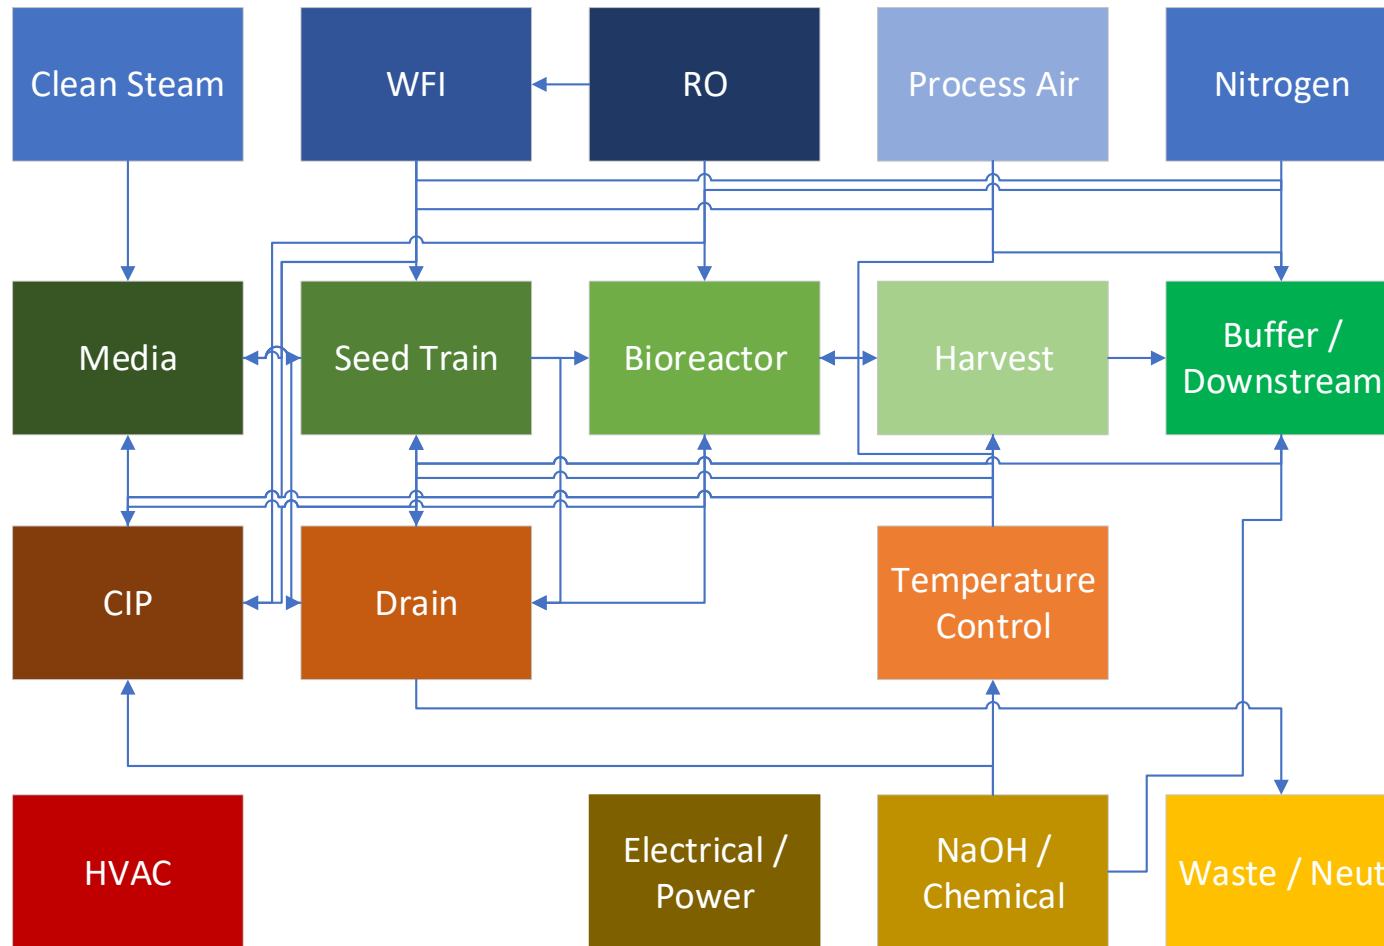 Clean Steam
WFI
RO
Process Air
Nitrogen
Media
Seed Train
Bioreactor
Harvest
Buffer /
Downstream
CIP
Drain
Temperature
Control
HVAC
Electrical /
Power
NaOH /
Chemical
Waste / Neut